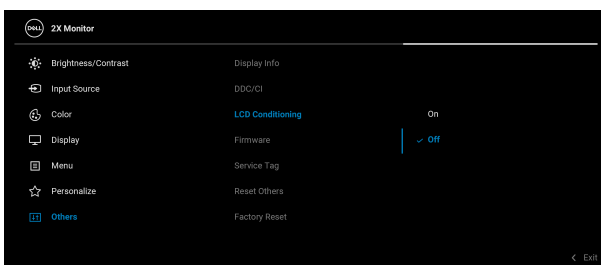 DELL 2X Monitor
Brightness/Contrast Display Info
Input Source DDC/CI
Color LCD Conditioning On
Display Firmware Off
Menu Service Tag
Personalize Reset Others
Others Factory Reset
Exit